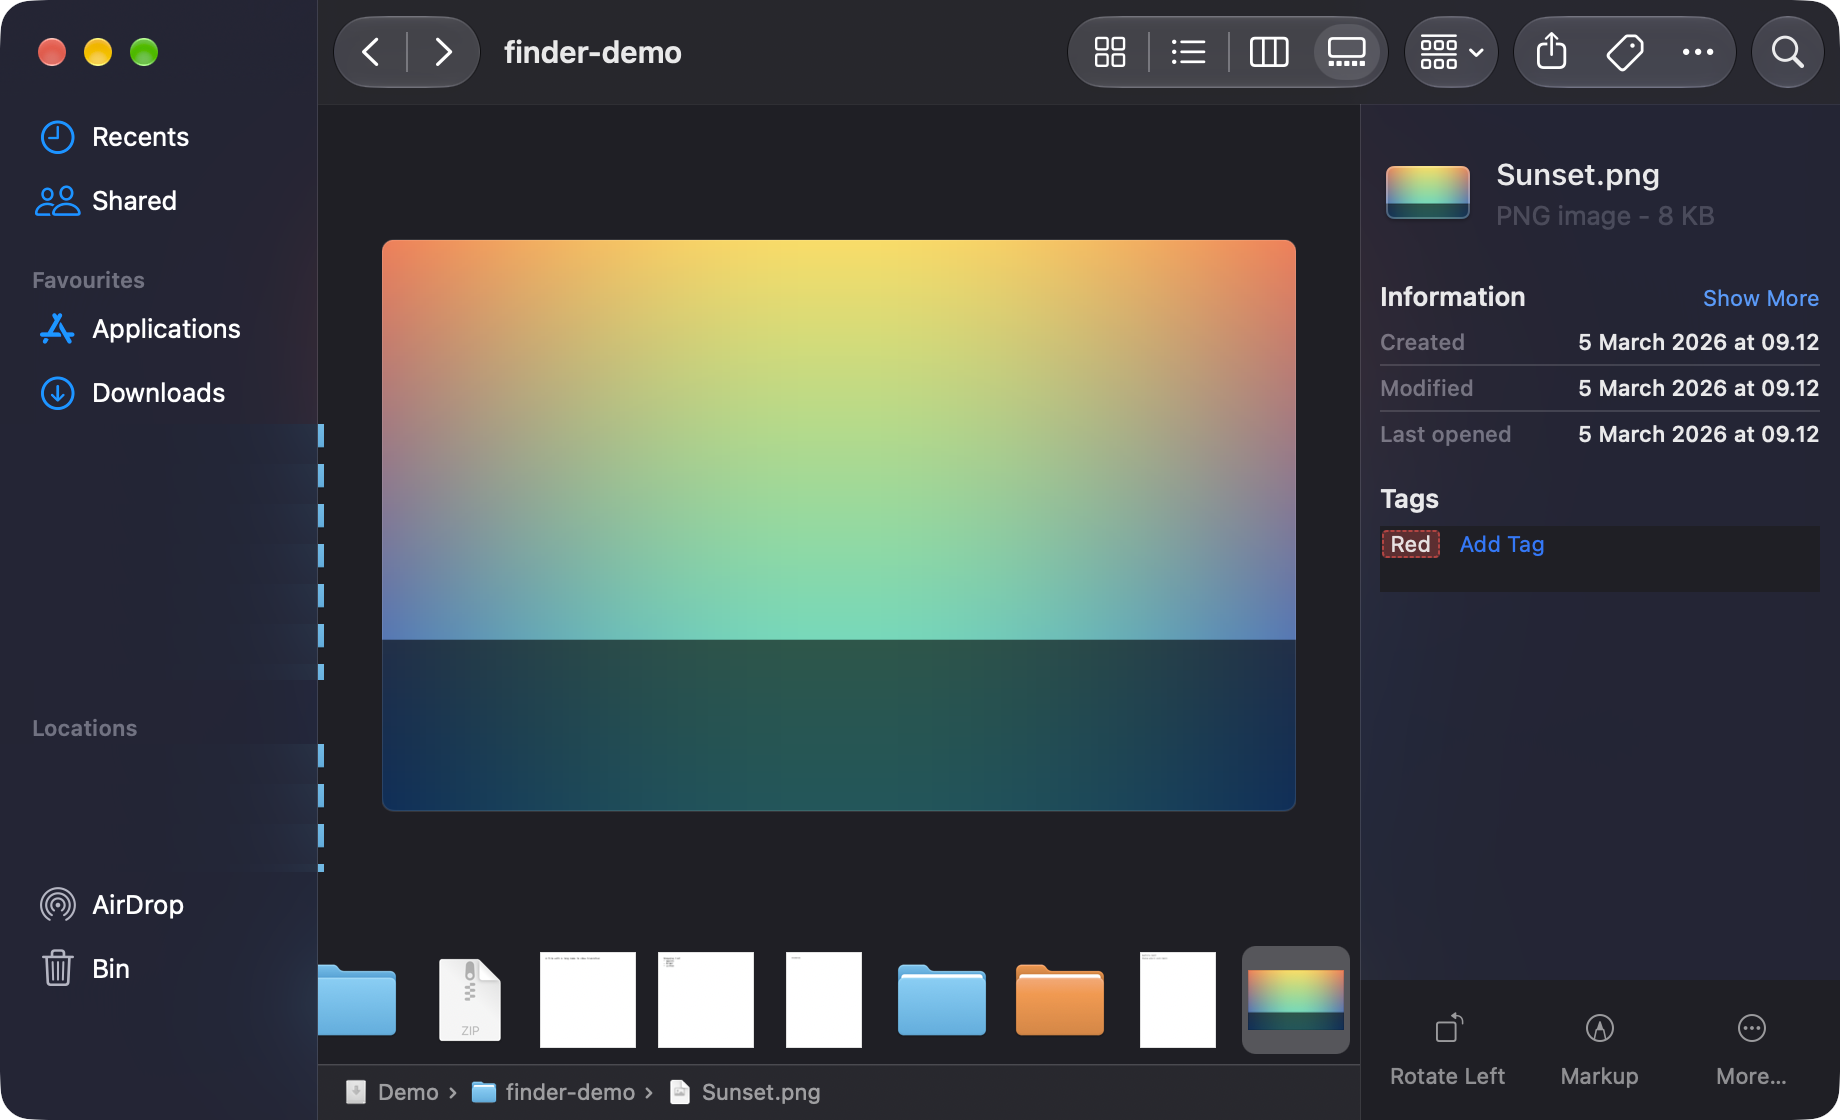 finder-demo
Recents
Shared
Favourites
Applications
Downloads
Locations
AirDrop
Bin
Sunset.png
PNG image - 8 KB
Information
Show More
Created
5 March 2026 at 09.12
Modified
5 March 2026 at 09.12
Last opened
5 March 2026 at 09.12
Tags
Red
Add Tag
ZIP
Rotate Left
Markup
More...
Demo › finder-demo › Sunset.png